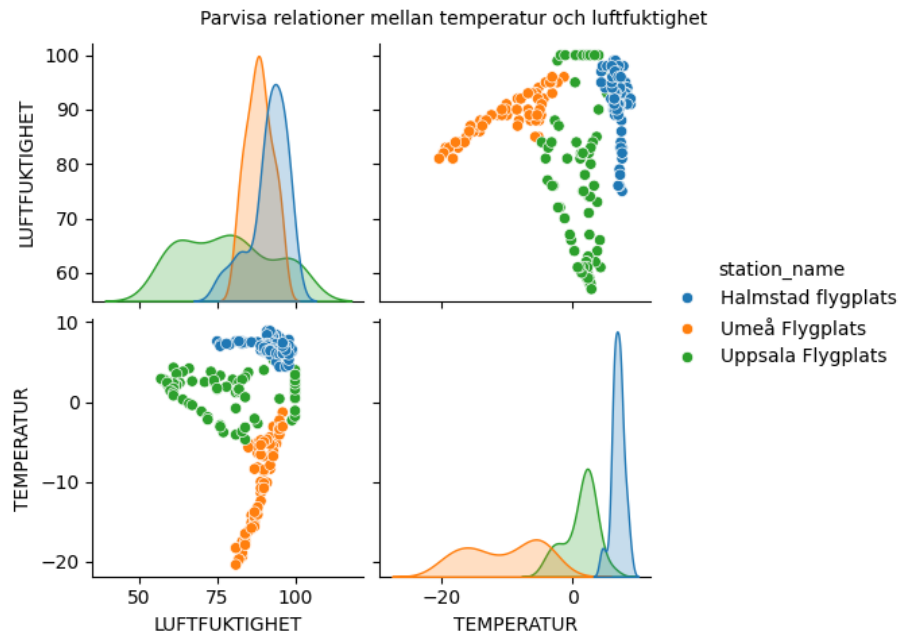 Parvisa relationer mellan temperatur och luftfuktighet
100
90
80
70
60
LUFTFUKTIGHET
10
0
−10
−20
TEMPERATUR
50
75
100
LUFTFUKTIGHET
−20
0
TEMPERATUR
station_name
Halmstad flygplats
Umeå Flygplats
Uppsala Flygplats